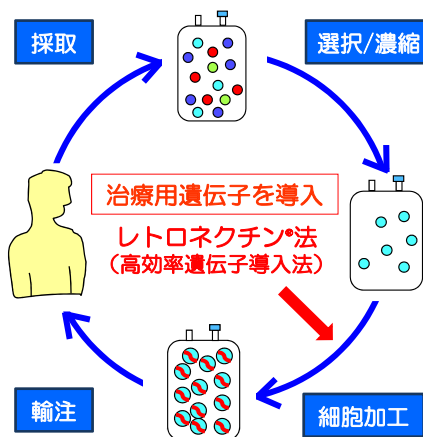 採取
選択/濃縮
治療用遺伝子を導入
レトロネクチン®法
（高効率遺伝子導入法）
輸注
細胞加工